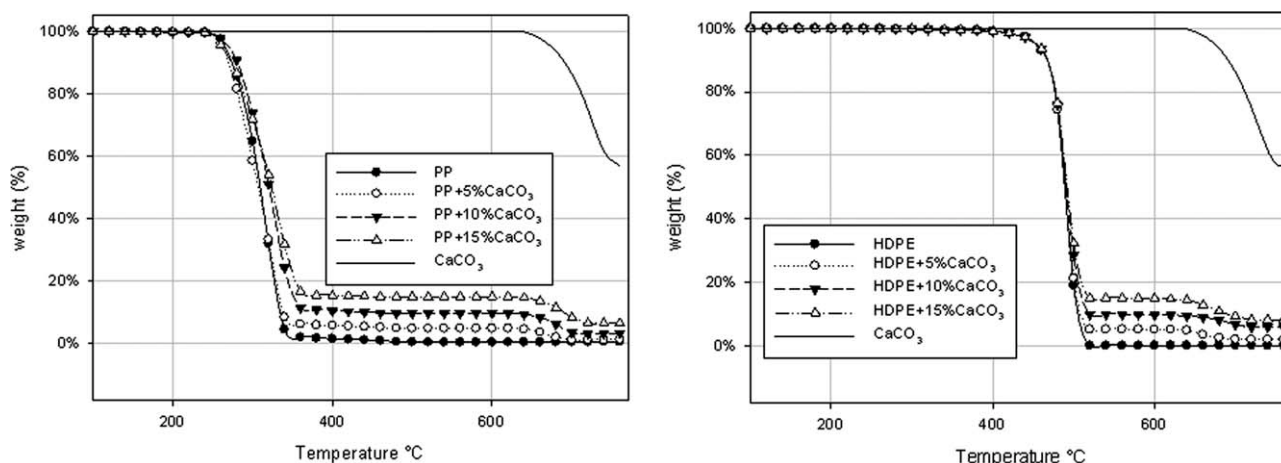 100%
80%
60%
40%
20%
0%
weight (%)
PP
PP+5%CaCO₃
PP+10%CaCO₃
PP+15%CaCO₃
CaCO₃
200
400
600
Temperature °C
100%
80%
60%
40%
20%
0%
weight (%)
HDPE
HDPE+5%CaCO₃
HDPE+10%CaCO₃
HDPE+15%CaCO₃
CaCO₃
200
400
600
Temperature °C